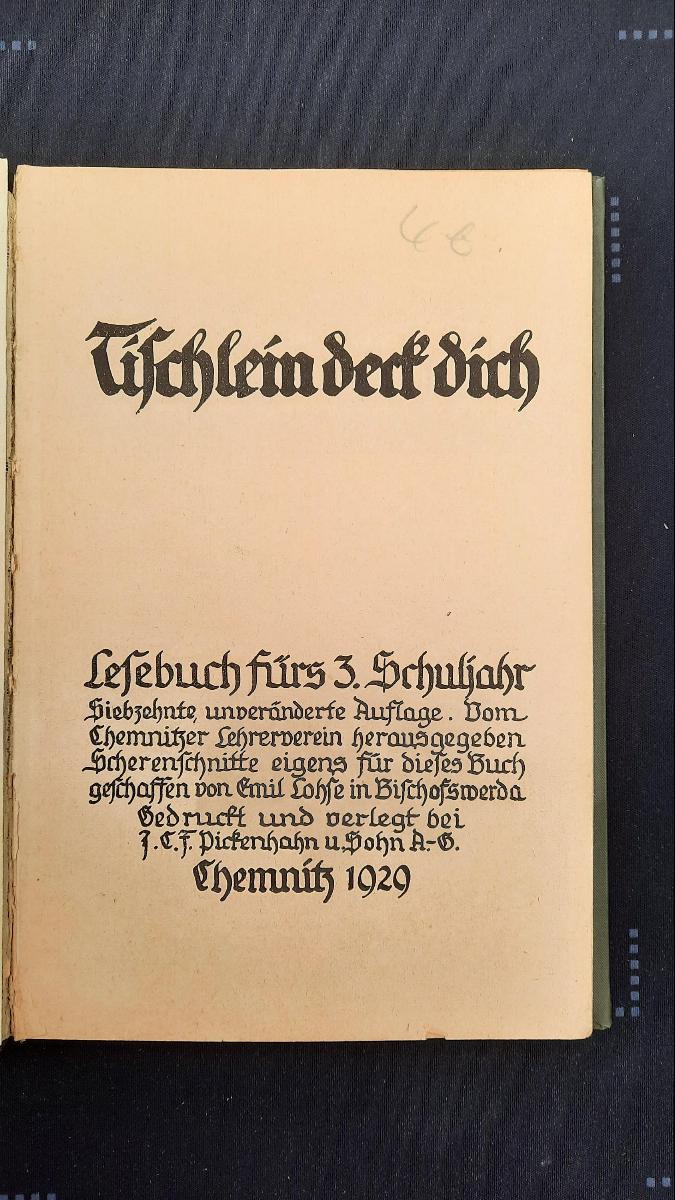 4 €
Tiſchlein deck dich
Leſebuch fürs 3. Schuljahr
Siebzehnte, unveränderte Auflage. Vom
Chemnitzer Lehrerverein herausgegeben
Scherenſchnitte eigens für dieſes Buch
geſchaffen von Emil Lohſe in Biſchofswerda
Gedruckt und verlegt bei
J.C.F. Pickenhahn u. Sohn A.-G.
Chemnitz 1929